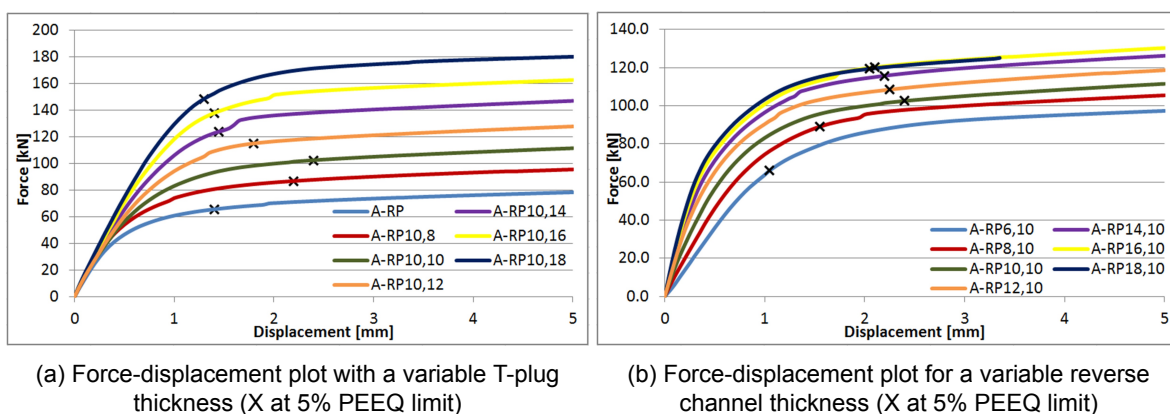 200
180
160
140
120
100
80
60
40
20
0
Force [kN]
0 1 2 3 4 5
Displacement [mm]
A-RP A-RP10,14
A-RP10,8 A-RP10,16
A-RP10,10 A-RP10,18
A-RP10,12
(a) Force-displacement plot with a variable T-plug
thickness (X at 5% PEEQ limit)
140.0
120.0
100.0
80.0
60.0
40.0
20.0
0.0
Force [kN]
0 1 2 3 4 5
Displacement [mm]
A-RP6,10 A-RP14,10
A-RP8,10 A-RP16,10
A-RP10,10 A-RP18,10
A-RP12,10
(b) Force-displacement plot for a variable reverse
channel thickness (X at 5% PEEQ limit)